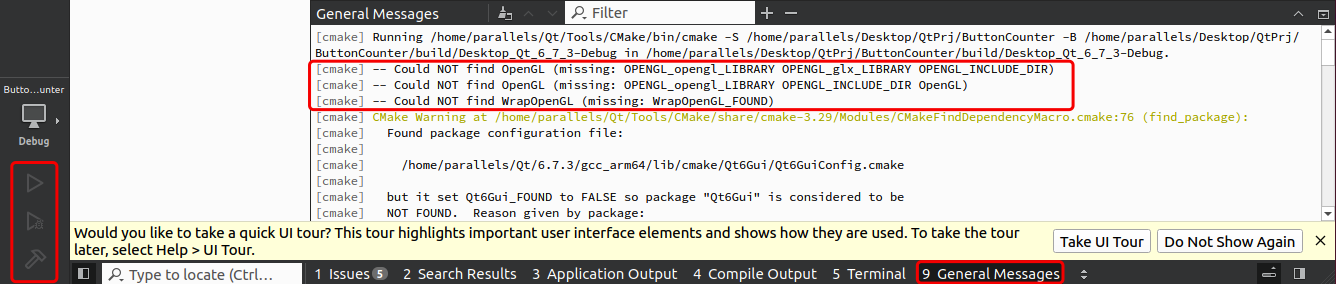 General Messages
Filter
[cmake] Running /home/parallels/Qt/Tools/CMake/bin/cmake -S /home/parallels/Desktop/QtPrj/ButtonCounter -B /home/parallels/Desktop/QtPrj/
ButtonCounter/build/Desktop_Qt_6_7_3-Debug in /home/parallels/Desktop/QtPrj/ButtonCounter/build/Desktop_Qt_6_7_3-Debug.
[cmake] -- Could NOT find OpenGL (missing: OPENGL_opengl_LIBRARY OPENGL_glx_LIBRARY OPENGL_INCLUDE_DIR)
[cmake] -- Could NOT find OpenGL (missing: OPENGL_opengl_LIBRARY OPENGL_INCLUDE_DIR OpenGL)
[cmake] -- Could NOT find WrapOpenGL (missing: WrapOpenGL_FOUND)
[cmake] CMake Warning at /home/parallels/Qt/Tools/CMake/share/cmake-3.29/Modules/CMakeFindDependencyMacro.cmake:76 (find_package):
[cmake]   Found package configuration file:
[cmake]
[cmake]     /home/parallels/Qt/6.7.3/gcc_arm64/lib/cmake/Qt6Gui/Qt6GuiConfig.cmake
[cmake]
[cmake]   but it set Qt6Gui_FOUND to FALSE so package "Qt6Gui" is considered to be
[cmake]   NOT FOUND.  Reason given by package:
Butto...unter
Debug
Would you like to take a quick UI tour? This tour highlights important user interface elements and shows how they are used. To take the tour
later, select Help > UI Tour.
Take UI Tour
Do Not Show Again
Type to locate (Ctrl...
1 Issues 5
2 Search Results
3 Application Output
4 Compile Output
5 Terminal
9 General Messages